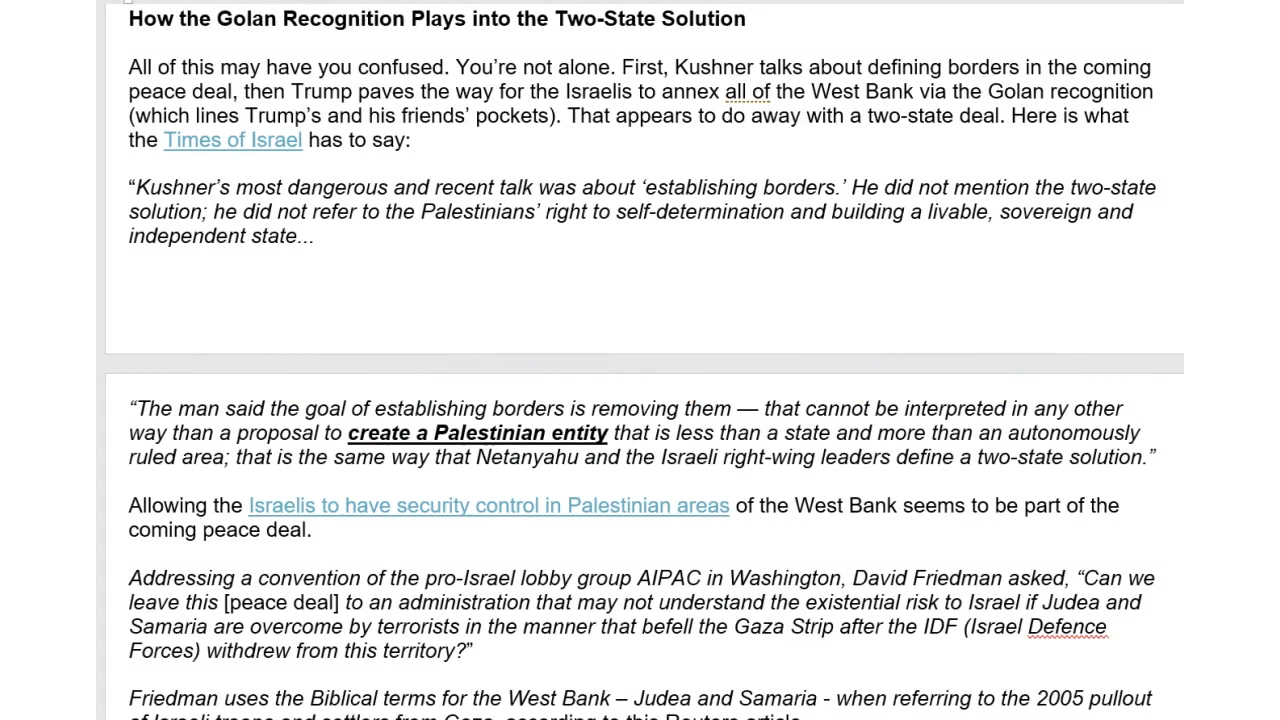 How the Golan Recognition Plays into the Two-State Solution
All of this may have you confused. You’re not alone. First, Kushner talks about defining borders in the coming
peace deal, then Trump paves the way for the Israelis to annex all of the West Bank via the Golan recognition
(which lines Trump’s and his friends’ pockets). That appears to do away with a two-state deal. Here is what
the Times of Israel has to say:
“Kushner’s most dangerous and recent talk was about ‘establishing borders.’ He did not mention the two-state
solution; he did not refer to the Palestinians’ right to self-determination and building a livable, sovereign and
independent state...
“The man said the goal of establishing borders is removing them — that cannot be interpreted in any other
way than a proposal to create a Palestinian entity that is less than a state and more than an autonomously
ruled area; that is the same way that Netanyahu and the Israeli right-wing leaders define a two-state solution.”
Allowing the Israelis to have security control in Palestinian areas of the West Bank seems to be part of the
coming peace deal.
Addressing a convention of the pro-Israel lobby group AIPAC in Washington, David Friedman asked, “Can we
leave this [peace deal] to an administration that may not understand the existential risk to Israel if Judea and
Samaria are overcome by terrorists in the manner that befell the Gaza Strip after the IDF (Israel Defence
Forces) withdrew from this territory?”
Friedman uses the Biblical terms for the West Bank – Judea and Samaria - when referring to the 2005 pullout
of Israeli troops and settlers from Gaza, according to this Reuters article.